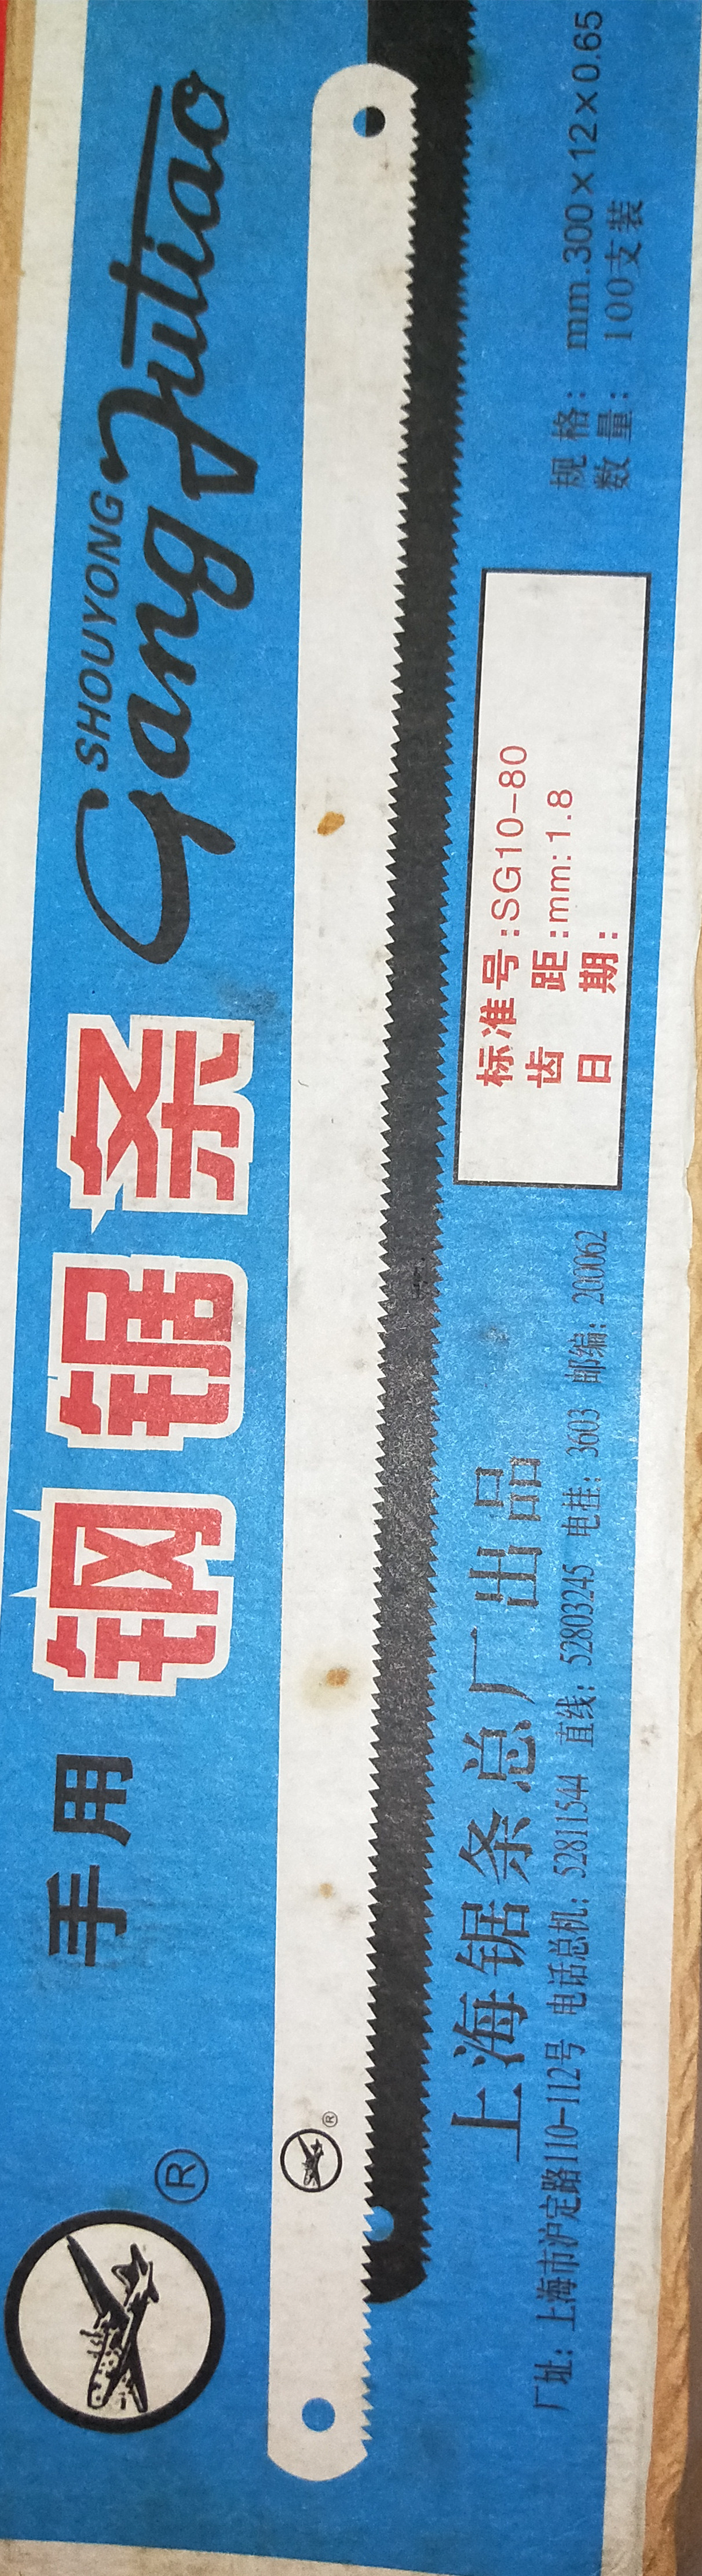 ®
手用 钢锯条
SHOUYONG
Gang Jutiao
®
上海锯条总厂出品
厂址：上海市沪定路110-112号 电话总机：52811544 直线：52803245 电挂：3603 邮编：200062
标准号:SG10-80
齿 距:mm:1.8
日 期:
规 格： mm.300×12×0.65
数 量： 100支装